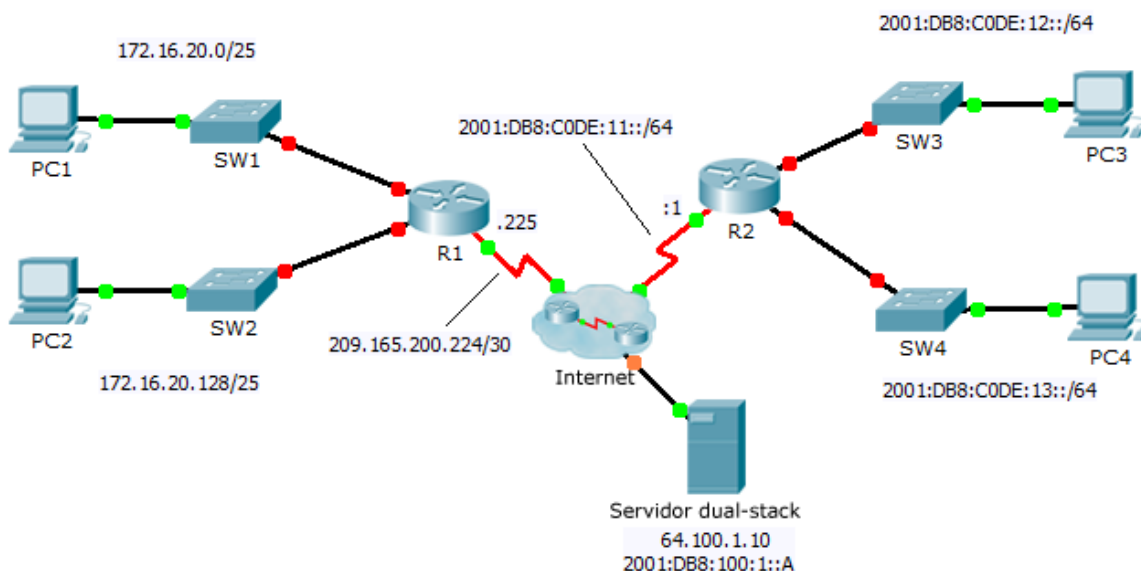 172.16.20.0/25
2001:DB8:C0DE:12::/64
PC1
SW1
2001:DB8:C0DE:11::/64
SW3
PC3
R1
.225
:1
R2
PC2
SW2
209.165.200.224/30
Internet
SW4
PC4
172.16.20.128/25
2001:DB8:C0DE:13::/64
Servidor dual-stack
64.100.1.10
2001:DB8:100:1::A